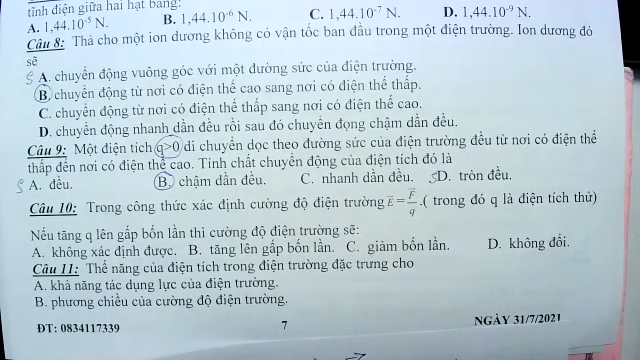 tĩnh điện giữa hai hạt bằng:
A. 1,44.10⁻⁵ N. B. 1,44.10⁻⁶ N. C. 1,44.10⁻⁷ N. D. 1,44.10⁻⁹ N.
Câu 8: Thả cho một ion dương không có vận tốc ban đầu trong một điện trường. Ion dương đó
sẽ
S A. chuyển động vuông góc với một đường sức của điện trường.
B. chuyển động từ nơi có điện thế cao sang nơi có điện thế thấp.
C. chuyển động từ nơi có điện thế thấp sang nơi có điện thế cao.
D. chuyển động nhanh dần đều rồi sau đó chuyển đọng chậm dần đều.
Câu 9: Một điện tích q>0 di chuyển dọc theo đường sức của điện trường đều từ nơi có điện thế
thấp đến nơi có điện thế cao. Tính chất chuyển động của điện tích đó là
S A. đều. B. chậm dần đều. C. nhanh dần đều. S D. tròn đều.
Câu 10: Trong công thức xác định cường độ điện trường E⃗ = F⃗/q .( trong đó q là điện tích thử)
Nếu tăng q lên gấp bốn lần thì cường độ điện trường sẽ:
A. không xác định được. B. tăng lên gấp bốn lần. C. giảm bốn lần. D. không đổi.
Câu 11: Thế năng của điện tích trong điện trường đặc trưng cho
A. khả năng tác dụng lực của điện trường.
B. phương chiều của cường độ điện trường.
ĐT: 0834117339 7 NGÀY 31/7/2021